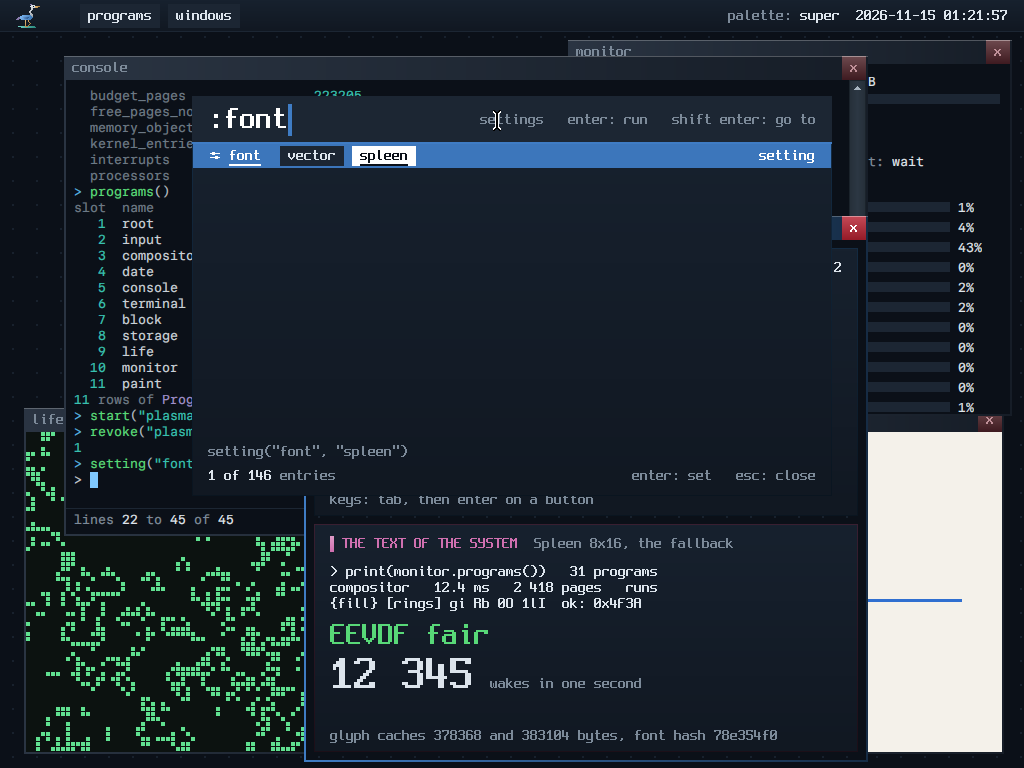 programs windows palette: super 2026-11-15 01:21:57
monitor x
console x
B
budget_pages 223205
free_pages_no
memory_object
kernel_entrie
interrupts
processors
> programs()
slot name
1 root
2 input
3 composito
4 date
5 console
6 terminal
7 block
8 storage
9 life
10 monitor
11 paint
11 rows of Prog
> start("plasma
> revoke("plasm
1
> setting("font
>
lines 22 to 45 of 45
:font settings enter: run shift enter: go to
font vector spleen setting
setting("font", "spleen")
1 of 146 entries enter: set esc: close
t: wait
1%
4%
43%
0%
2%
2%
0%
0%
0%
0%
1%
x
2
life
x
keys: tab, then enter on a button
THE TEXT OF THE SYSTEM Spleen 8x16, the fallback
> print(monitor.programs()) 31 programs
compositor 12.4 ms 2 418 pages runs
{fill} [rings] gi Rb 0O 1lI ok: 0x4F3A
EEVDF fair
12 345 wakes in one second
glyph caches 378368 and 383104 bytes, font hash 78e354f0